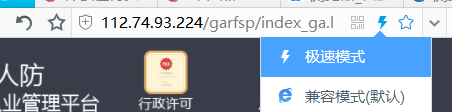 112.74.93.224/garfsp/index_ga.l
极速模式
兼容模式(默认)
人防
业管理平台
行政许可